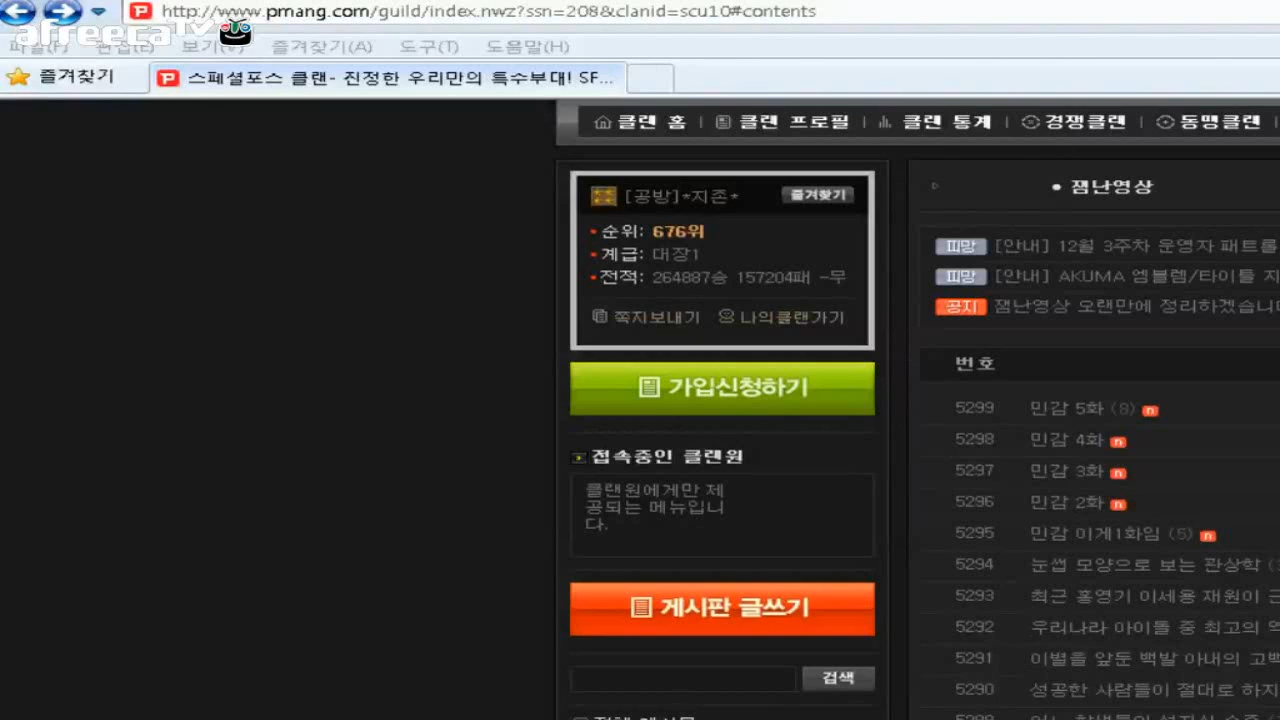 http://www.pmang.com/guild/index.nwz?ssn=208&clanid=scu10#contents
afreecaTV
파일(F) 편집(E) 보기(V) 즐겨찾기(A) 도구(T) 도움말(H)
즐겨찾기
스페셜포스 클랜- 진정한 우리만의 특수부대! SF...
클랜 홈 | 클랜 프로필 | 클랜 통계 | 경쟁클랜 | 동맹클랜
[공방]*지존* 즐겨찾기
순위: 676위
계급: 대장1
전적: 264887승 157204패 -무
쪽지보내기 나의클랜가기
가입신청하기
접속중인 클랜원
클랜원에게만 제
공되는 메뉴입니
다.
게시판 글쓰기
검색
전체 게시물
• 잼난영상
피망 [안내] 12월 3주차 운영자 패트롤
피망 [안내] AKUMA 엠블렘/타이틀 지
공지 잼난영상 오랜만에 정리하겠습니
번호
5299 민감 5화 (8) n
5298 민감 4화 n
5297 민감 3화 n
5296 민감 2화 n
5295 민감 이게1화임 (5) n
5294 눈썹 모양으로 보는 관상학
5293 최근 홍영기 이세용 재원이
5292 우리나라 아이돌 중 최고의
5291 이별을 앞둔 백발 아내의 고백
5290 성공한 사람들이 절대로 하지